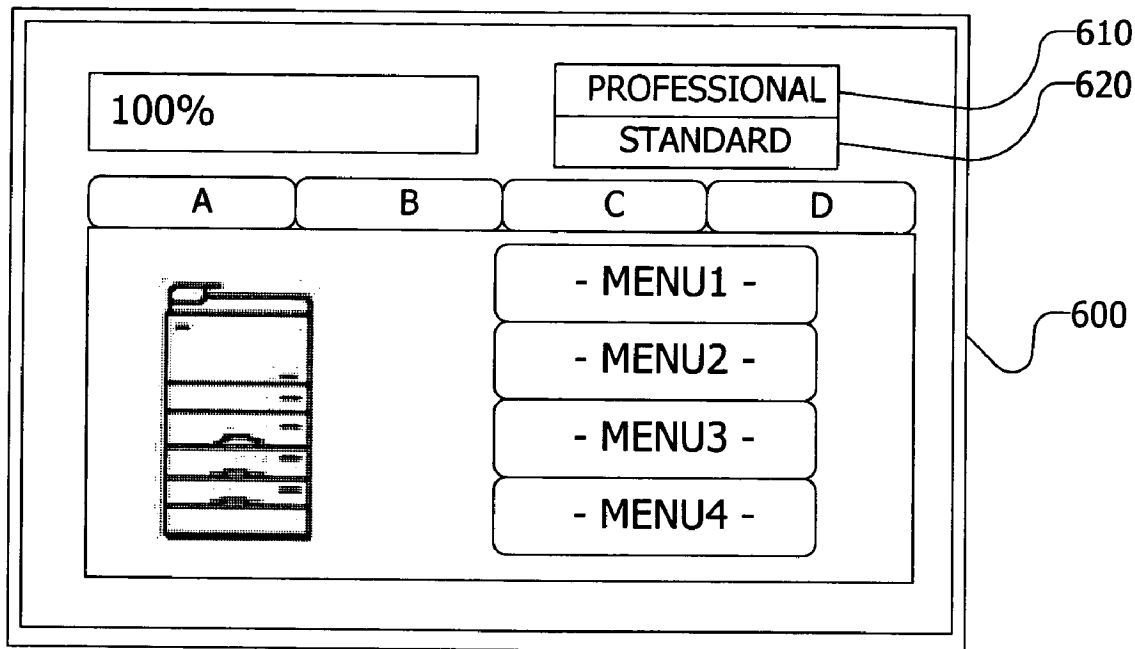 610
PROFESSIONAL
620
100%
STANDARD
A B C D
- MENU1 -
600
- MENU2 -
- MENU3 -
- MENU4 -